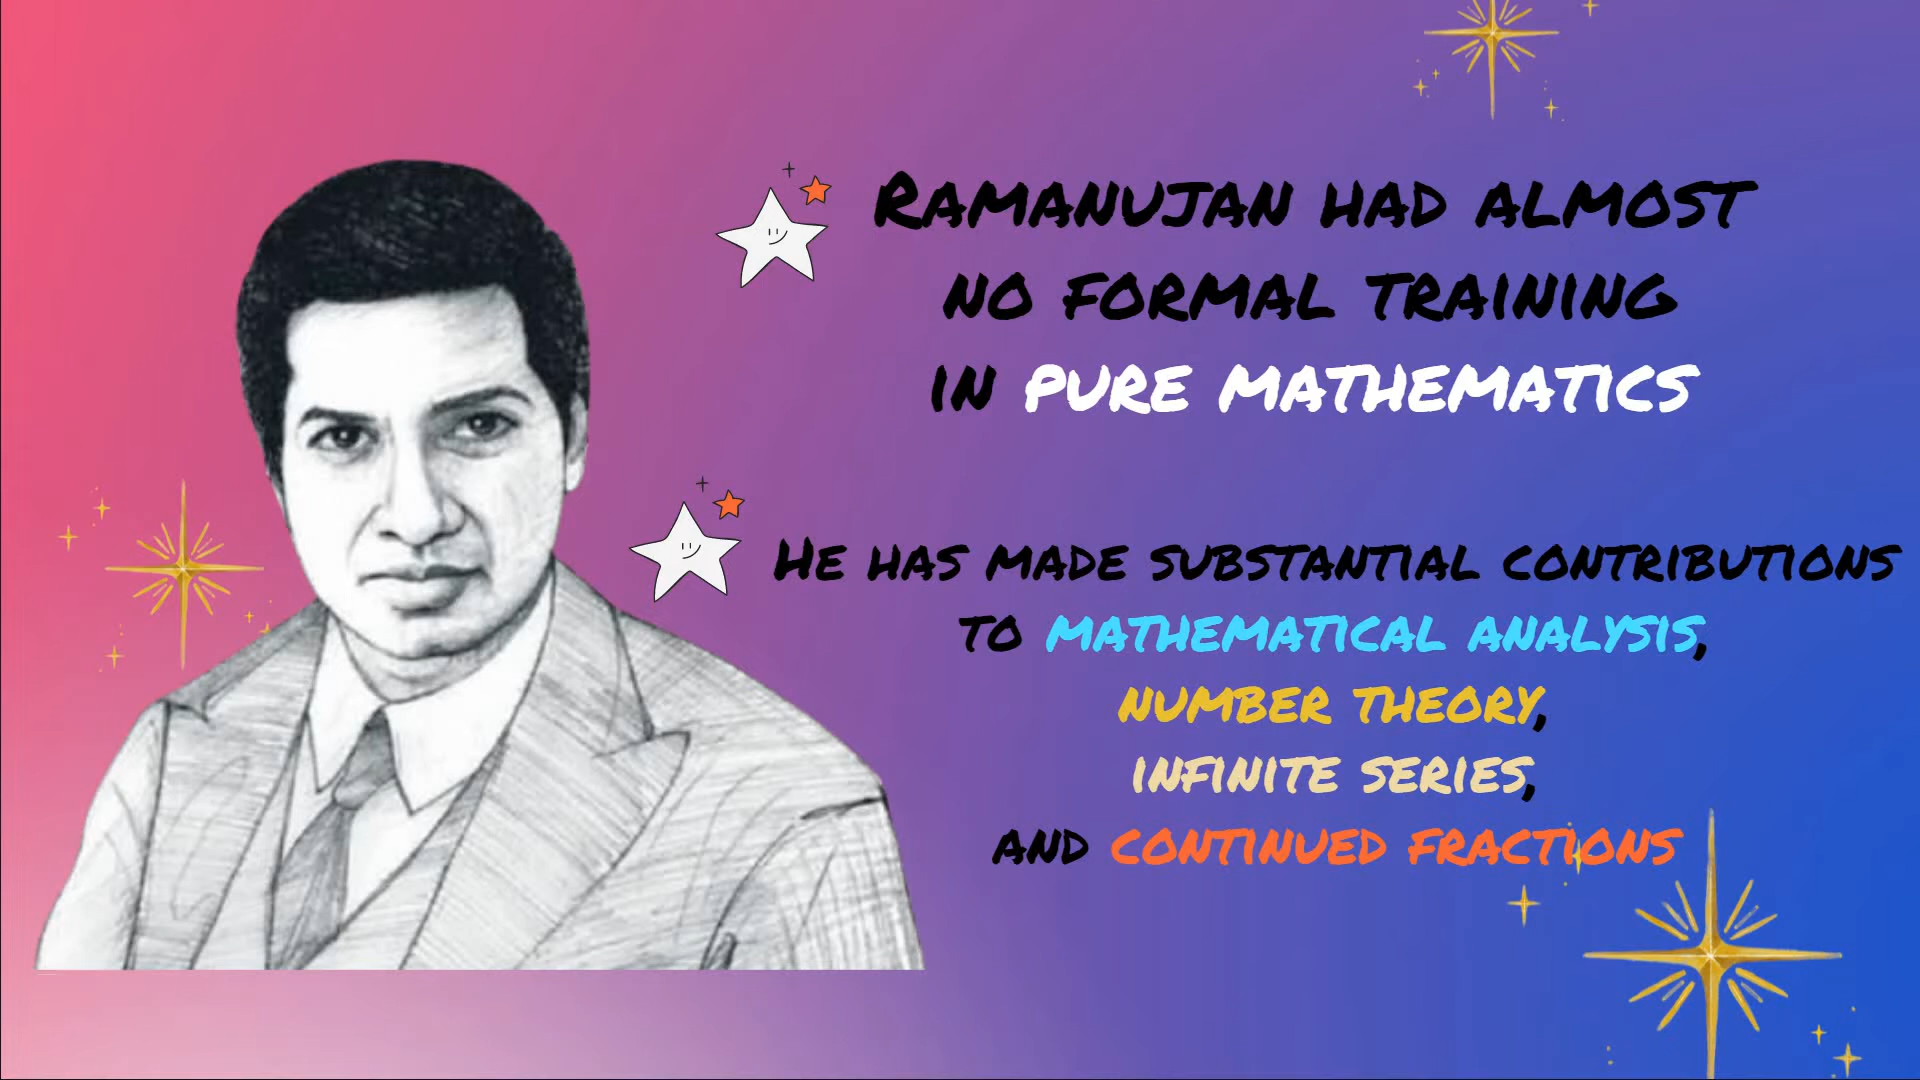 Ramanujan had almost
no formal training
in pure mathematics
He has made substantial contributions
to mathematical analysis,
number theory,
infinite series,
and continued fractions